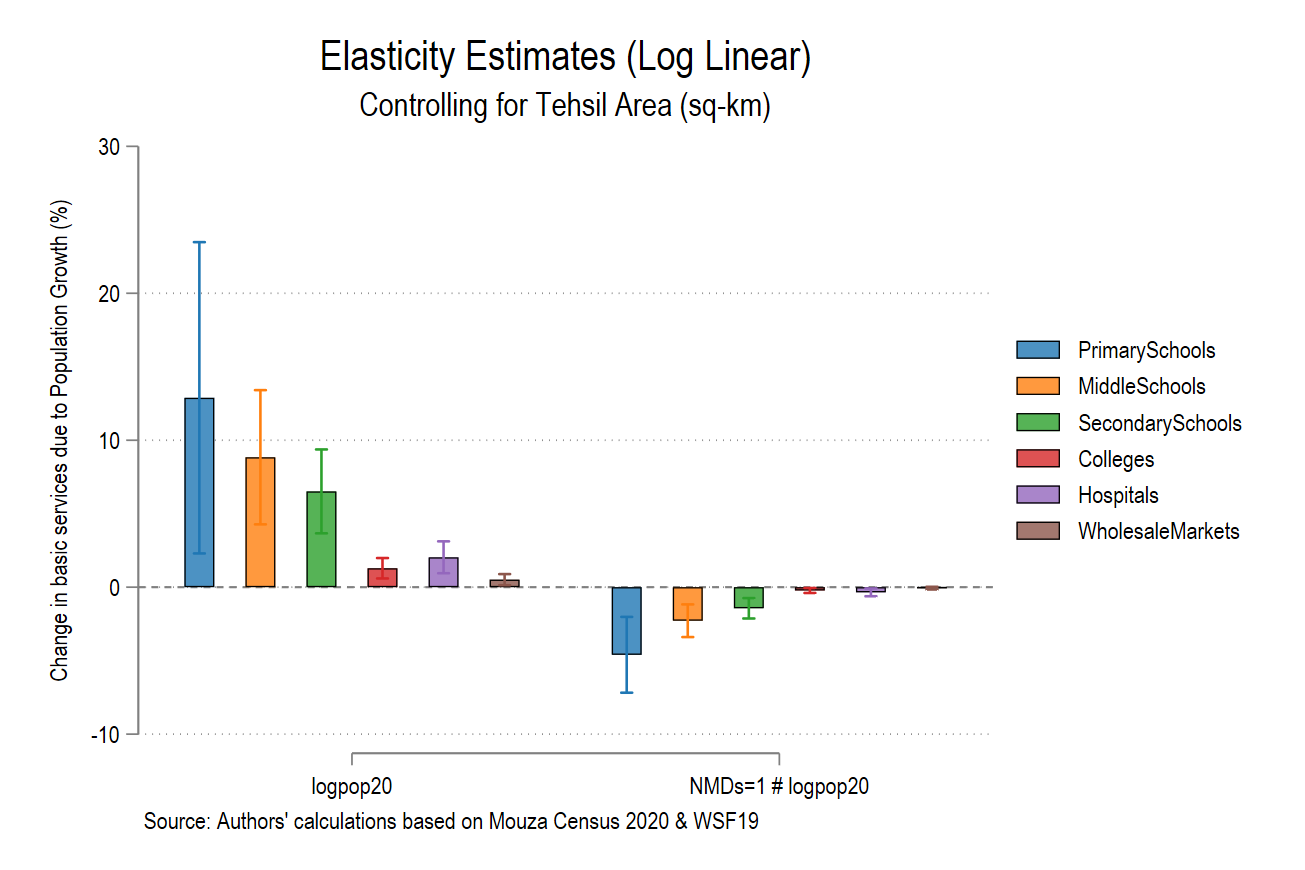 Elasticity Estimates (Log Linear)
Controlling for Tehsil Area (sq-km)
Change in basic services due to Population Growth (%)
30
20
10
0
-10
PrimarySchools
MiddleSchools
SecondarySchools
Colleges
Hospitals
WholesaleMarkets
logpop20
NMDs=1 # logpop20
Source: Authors' calculations based on Mouza Census 2020 & WSF19